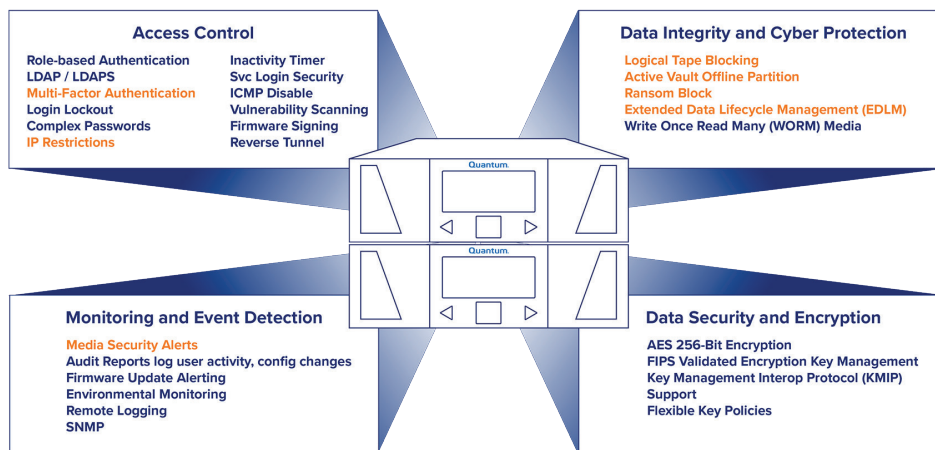 Access Control
Role-based Authentication
LDAP / LDAPS
Multi-Factor Authentication
Login Lockout
Complex Passwords
IP Restrictions
Inactivity Timer
Svc Login Security
ICMP Disable
Vulnerability Scanning
Firmware Signing
Reverse Tunnel
Data Integrity and Cyber Protection
Logical Tape Blocking
Active Vault Offline Partition
Ransom Block
Extended Data Lifecycle Management (EDLM)
Write Once Read Many (WORM) Media
Quantum.
Quantum.
Monitoring and Event Detection
Media Security Alerts
Audit Reports log user activity, config changes
Firmware Update Alerting
Environmental Monitoring
Remote Logging
SNMP
Data Security and Encryption
AES 256-Bit Encryption
FIPS Validated Encryption Key Management
Key Management Interop Protocol (KMIP)
Support
Flexible Key Policies